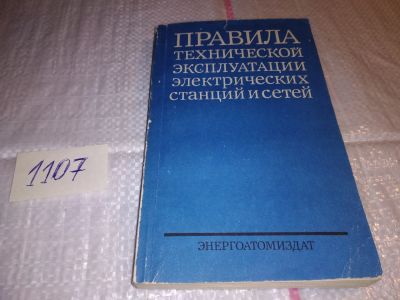 ПРАВИЛА
ТЕХНИЧЕСКОЙ
ЭКСПЛУАТАЦИИ
электрических
станций и сетей
1107
ЭНЕРГОАТОМИЗДАТ